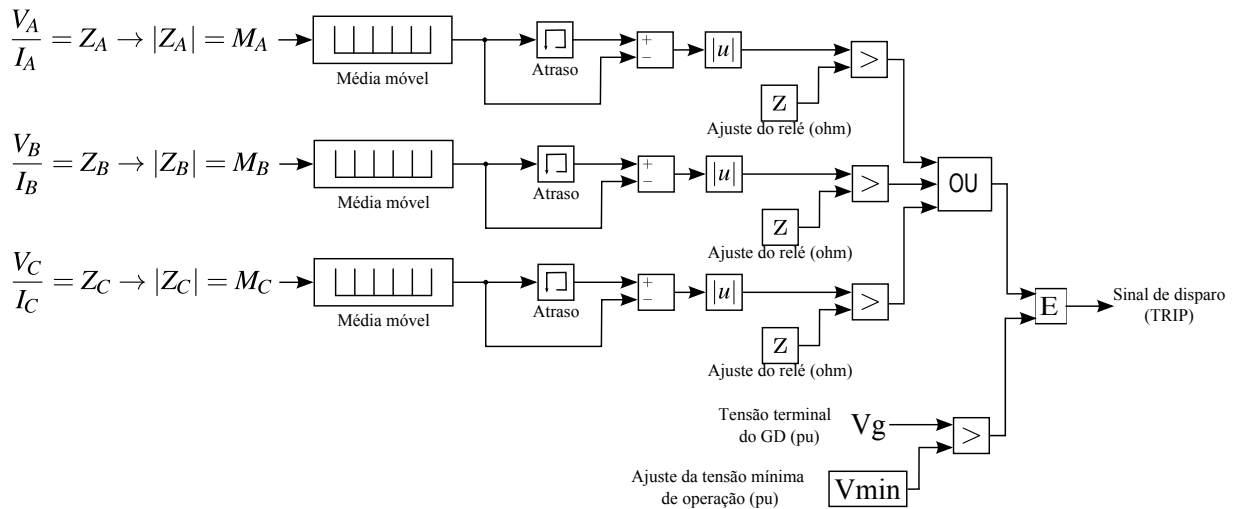 V_A / I_A = Z_A → |Z_A| = M_A
Média móvel
Atraso
+
−
|u|
>
Z
Ajuste do relé (ohm)
V_B / I_B = Z_B → |Z_B| = M_B
Média móvel
Atraso
+
−
|u|
>
Z
Ajuste do relé (ohm)
OU
V_C / I_C = Z_C → |Z_C| = M_C
Média móvel
Atraso
+
−
|u|
>
Z
Ajuste do relé (ohm)
E
Sinal de disparo
(TRIP)
Tensão terminal
do GD (pu)
Vg
>
Ajuste da tensão mínima
de operação (pu)
Vmin